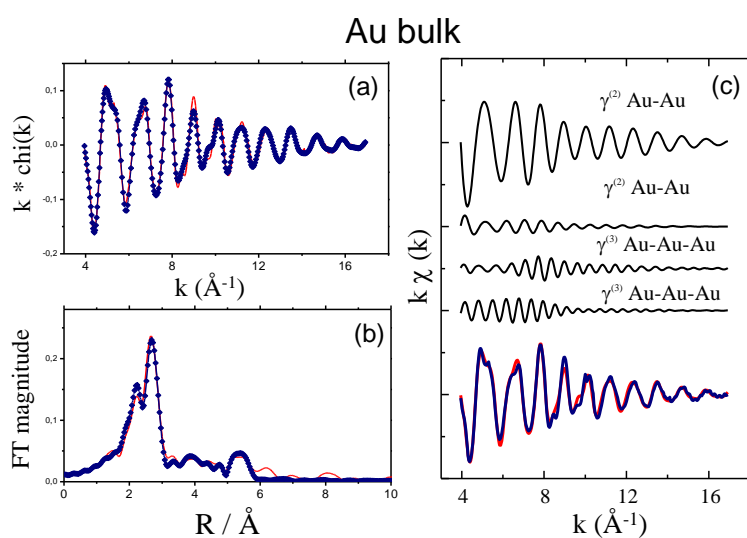 Au bulk
(a)
0,1
0,0
-0,1
-0,2
4 8 12 16
k * chi(k)
k (Å⁻¹)
(b)
0,2
0,1
0,0
0 2 4 6 8 10
FT magnitude
R / Å
(c)
γ⁽²⁾ Au-Au
γ⁽²⁾ Au-Au
γ⁽³⁾ Au-Au-Au
γ⁽³⁾ Au-Au-Au
k χ (k)
4 8 12 16
k (Å⁻¹)